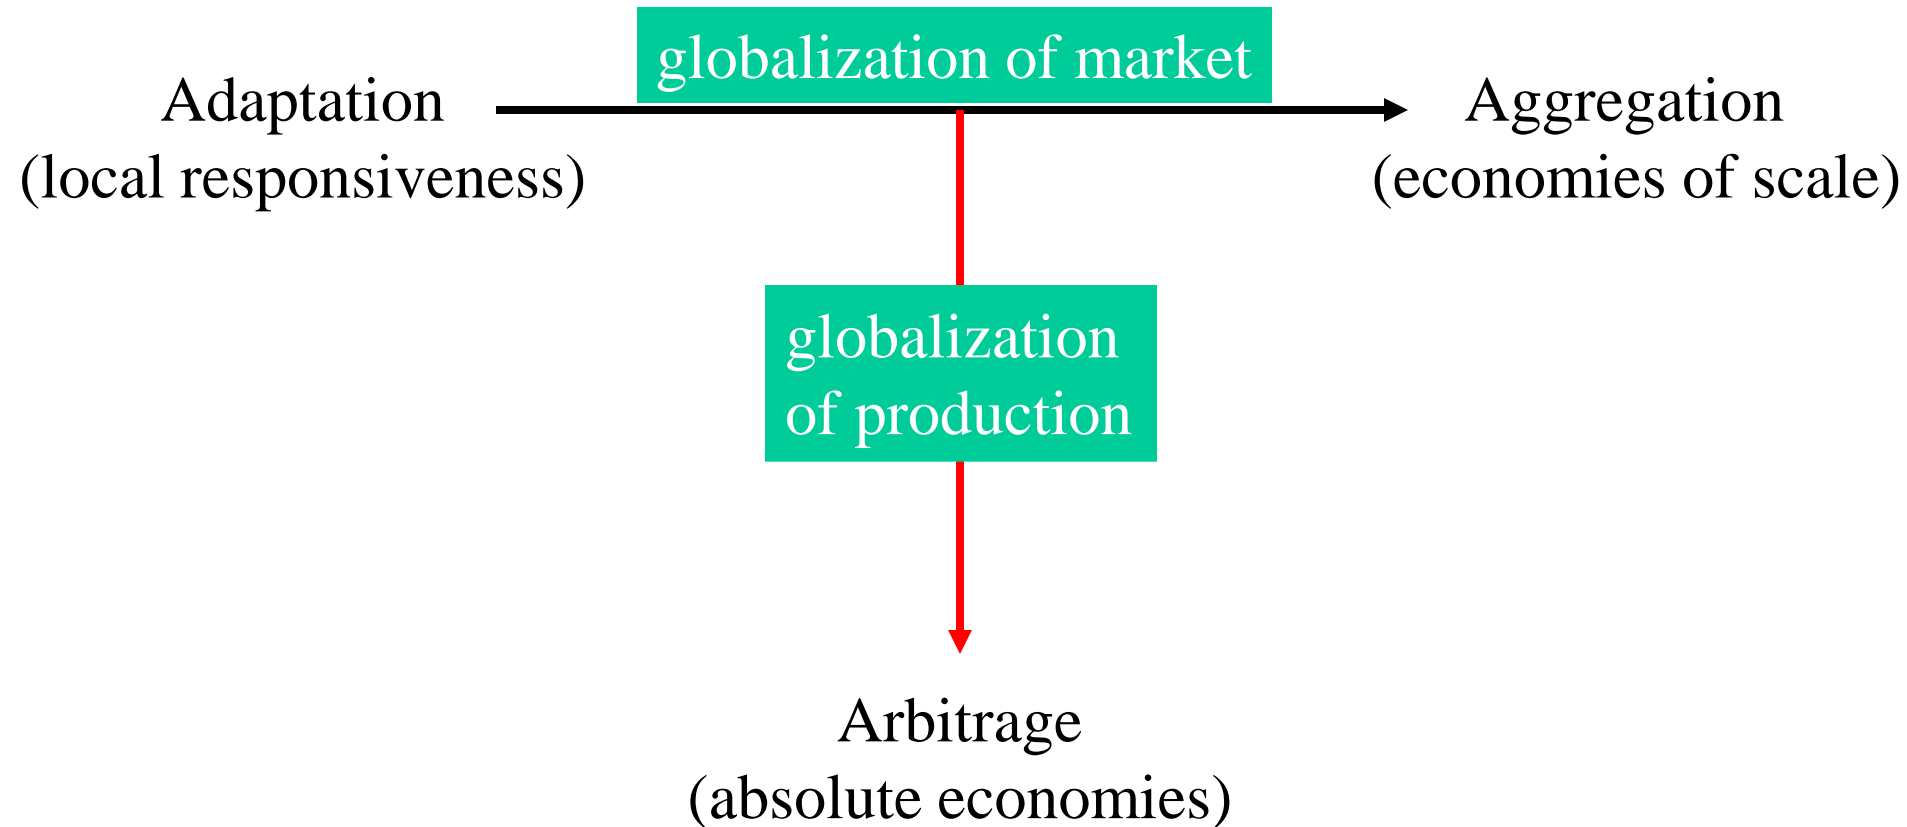 globalization of market
Adaptation
(local responsiveness)
Aggregation
(economies of scale)
globalization
of production
Arbitrage
(absolute economies)